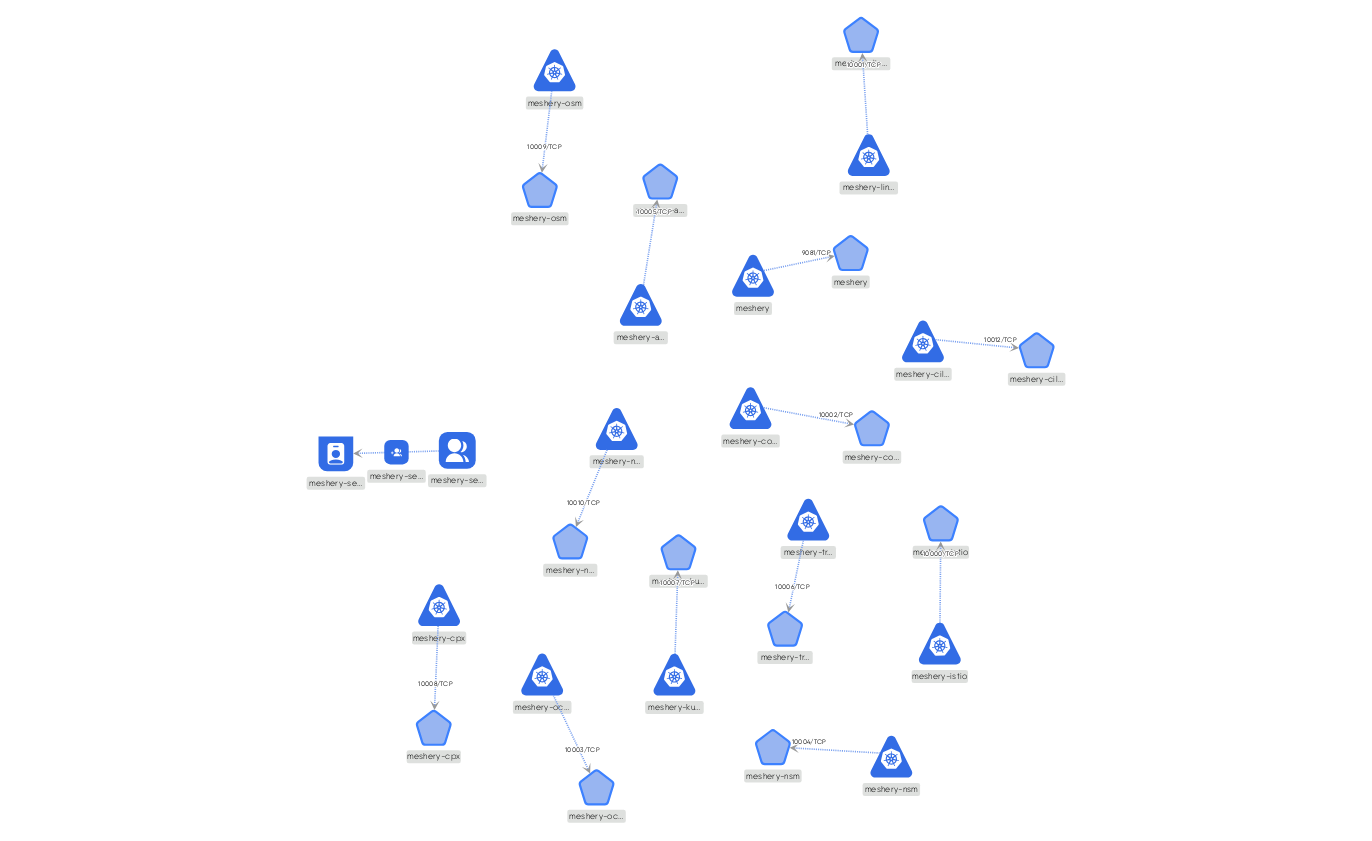 meshery-osm
10009/TCP
meshery-osm
10001/TCP
meshery-lin...
10005/TCP
meshery-a...
9081/TCP
meshery
meshery
10012/TCP
meshery-cil...
meshery-cil...
10002/TCP
meshery-co...
meshery-co...
meshery-se...
meshery-se...
meshery-se...
meshery-n...
10010/TCP
meshery-n...
meshery-tr...
10006/TCP
meshery-tr...
10000/TCP
meshery-istio
10007/TCP
meshery-ku...
meshery-cpx
10008/TCP
meshery-cpx
meshery-oc...
10003/TCP
meshery-oc...
10004/TCP
meshery-nsm
meshery-nsm